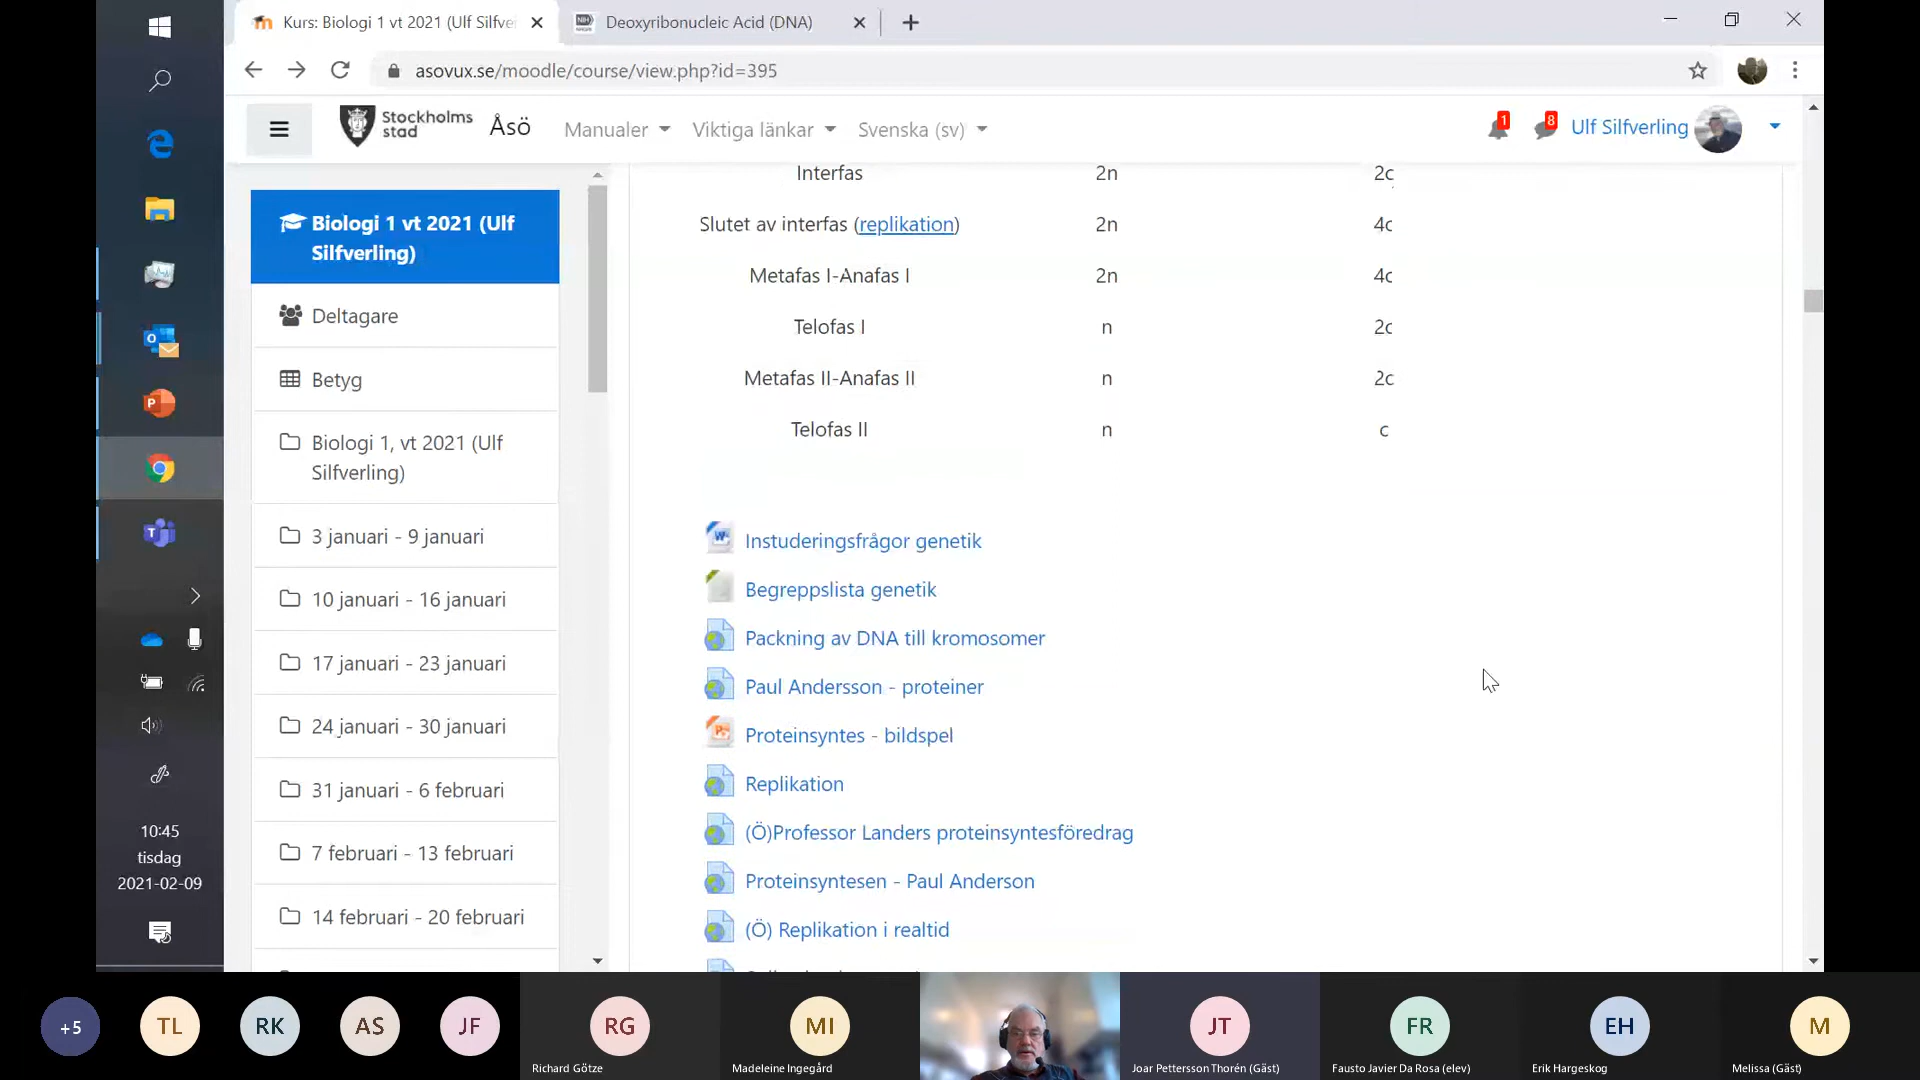 Kurs: Biologi 1 vt 2021 (Ulf Silfve
Deoxyribonucleic Acid (DNA)
asovux.se/moodle/course/view.php?id=395
Stockholms
stad
Åsö
Manualer
Viktiga länkar
Svenska (sv)
1
8
Ulf Silfverling
Biologi 1 vt 2021 (Ulf
Silfverling)
Deltagare
Betyg
Biologi 1, vt 2021 (Ulf
Silfverling)
3 januari - 9 januari
10 januari - 16 januari
17 januari - 23 januari
24 januari - 30 januari
31 januari - 6 februari
7 februari - 13 februari
14 februari - 20 februari
Interfas 2n 2c
Slutet av interfas (replikation) 2n 4c
Metafas I-Anafas I 2n 4c
Telofas I n 2c
Metafas II-Anafas II n 2c
Telofas II n c
Instuderingsfrågor genetik
Begreppslista genetik
Packning av DNA till kromosomer
Paul Andersson - proteiner
Proteinsyntes - bildspel
Replikation
(Ö)Professor Landers proteinsyntesföredrag
Proteinsyntesen - Paul Anderson
(Ö) Replikation i realtid
10:45
tisdag
2021-02-09
+5
TL
RK
AS
JF
RG
Richard Götze
MI
Madeleine Ingegård
JT
Joar Pettersson Thorén (Gäst)
FR
Fausto Javier Da Rosa (elev)
EH
Erik Hargeskog
M
Melissa (Gäst)